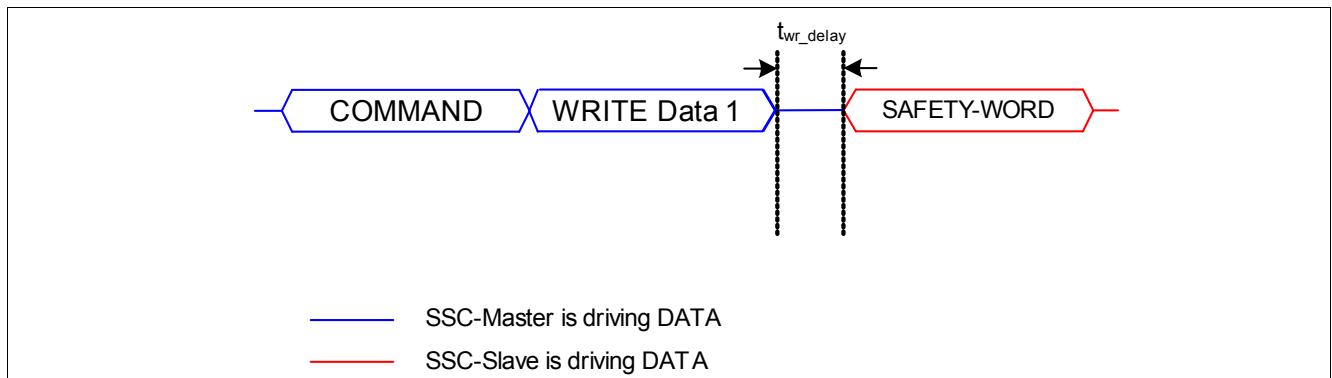 twr_delay
COMMAND WRITE Data 1 SAFETY-WORD
SSC-Master is driving DATA
SSC-Slave is driving DATA